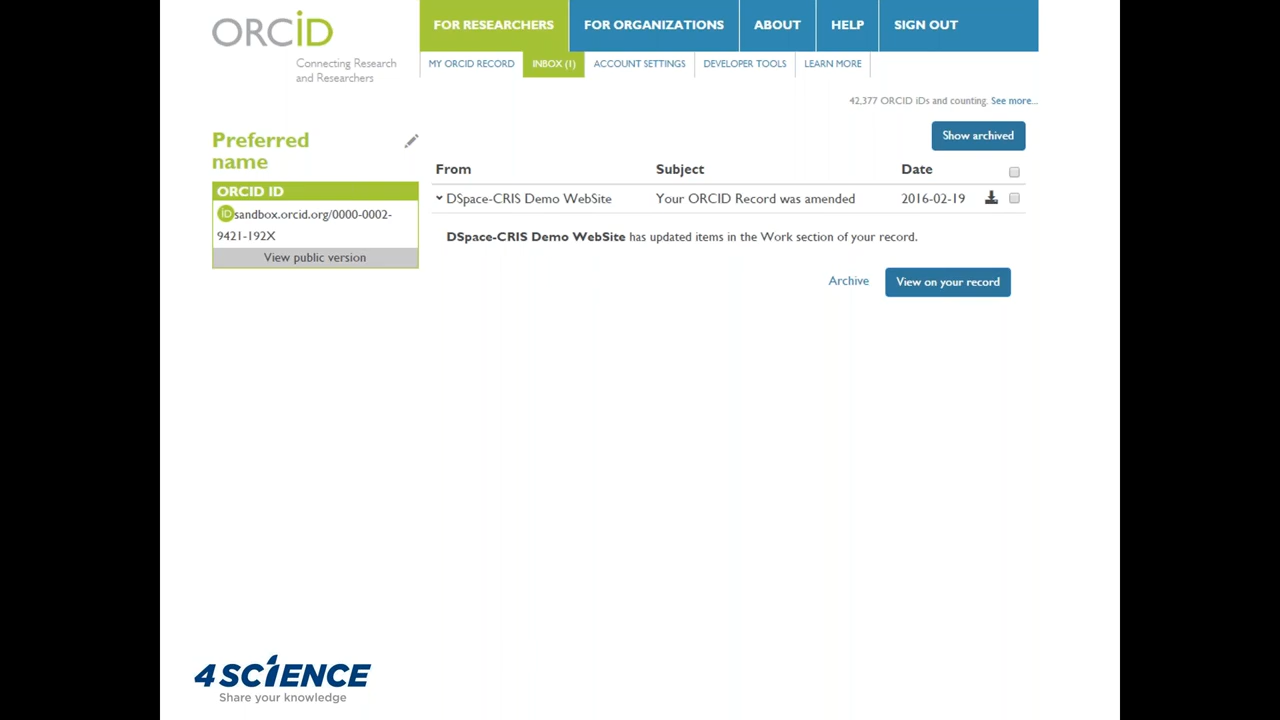 ORCiD
Connecting Research
and Researchers
FOR RESEARCHERS FOR ORGANIZATIONS ABOUT HELP SIGN OUT
MY ORCID RECORD INBOX (1) ACCOUNT SETTINGS DEVELOPER TOOLS LEARN MORE
42,377 ORCID iDs and counting. See more...
Preferred
name
ORCID ID
iD sandbox.orcid.org/0000-0002-
9421-192X
View public version
Show archived
From Subject Date
DSpace-CRIS Demo WebSite Your ORCID Record was amended 2016-02-19
DSpace-CRIS Demo WebSite has updated items in the Work section of your record.
Archive View on your record
4SCIENCE
Share your knowledge